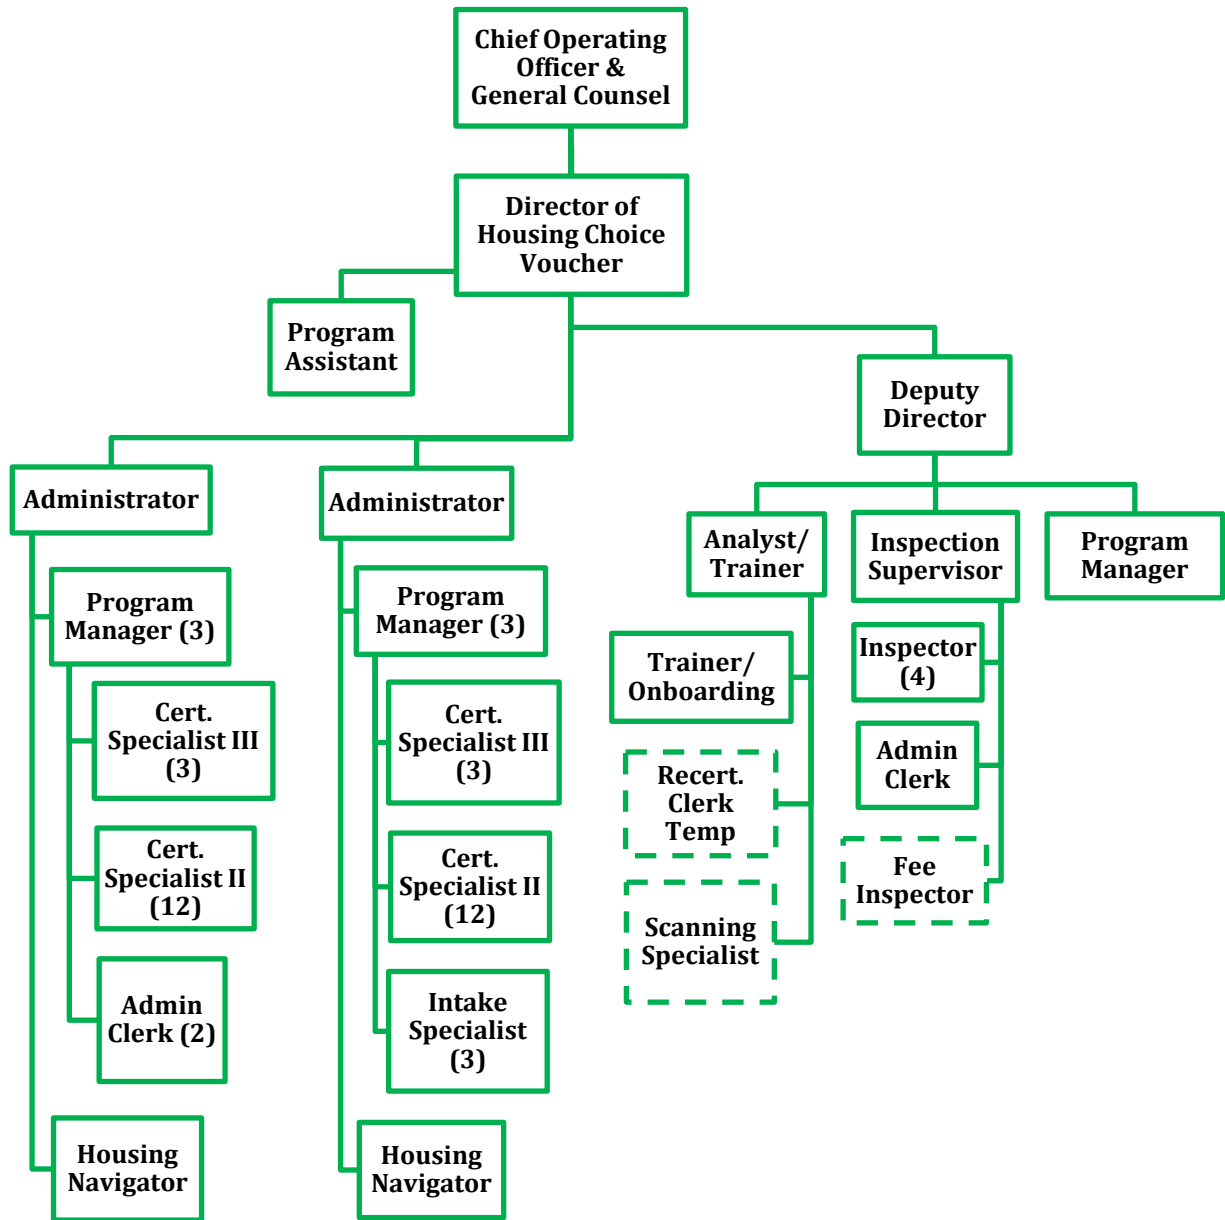 Chief Operating
Officer &
General Counsel
Director of
Housing Choice
Voucher
Program
Assistant
Deputy
Director
Administrator
Program
Manager (3)
Cert.
Specialist III
(3)
Cert.
Specialist II
(12)
Admin
Clerk (2)
Housing
Navigator
Administrator
Program
Manager (3)
Cert.
Specialist III
(3)
Cert.
Specialist II
(12)
Intake
Specialist
(3)
Housing
Navigator
Analyst/
Trainer
Trainer/
Onboarding
Recert.
Clerk
Temp
Scanning
Specialist
Inspection
Supervisor
Inspector
(4)
Admin
Clerk
Fee
Inspector
Program
Manager